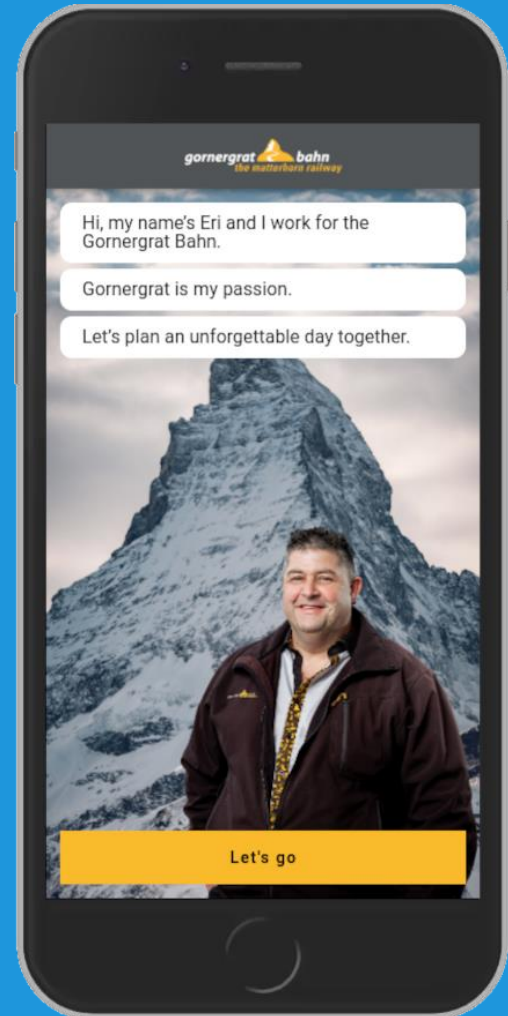 gornergrat bahn
the matterhorn railway
Hi, my name's Eri and I work for the
Gornergrat Bahn.
Gornergrat is my passion.
Let's plan an unforgettable day together.
Let's go